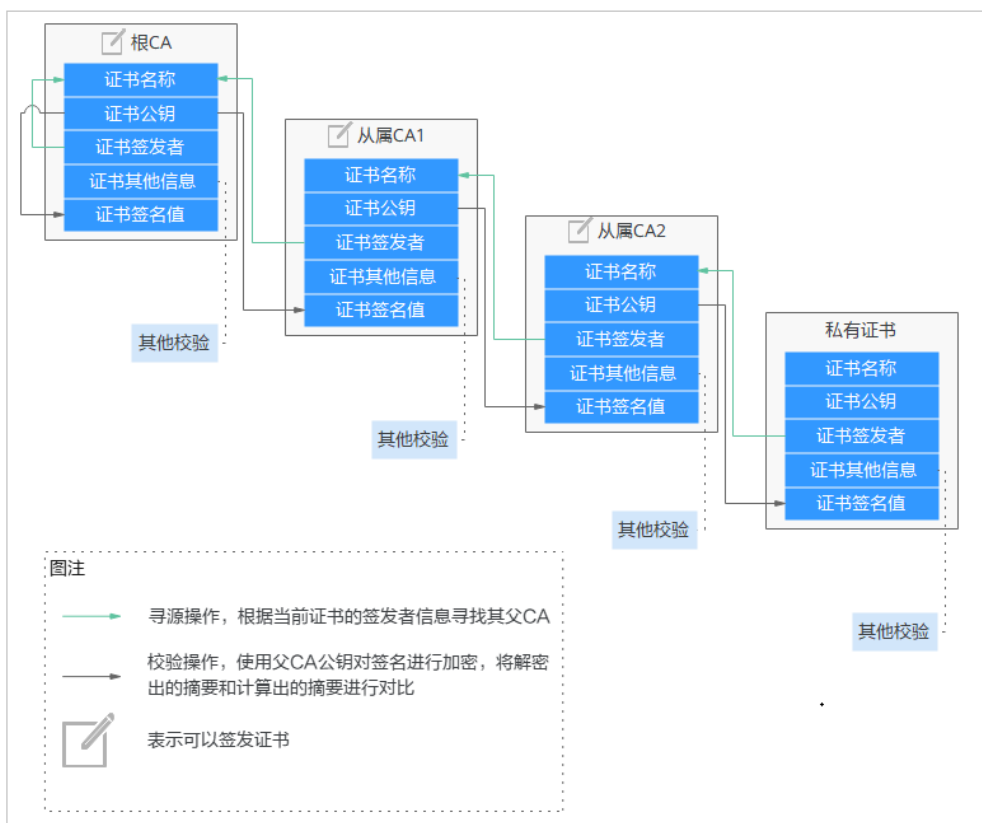 根CA
证书名称
证书公钥
证书签发者
证书其他信息
证书签名值
其他校验
从属CA1
证书名称
证书公钥
证书签发者
证书其他信息
证书签名值
其他校验
从属CA2
证书名称
证书公钥
证书签发者
证书其他信息
证书签名值
其他校验
私有证书
证书名称
证书公钥
证书签发者
证书其他信息
证书签名值
其他校验
图注
寻源操作，根据当前证书的签发者信息寻找其父CA
校验操作，使用父CA公钥对签名进行加密，将解密
出的摘要和计算出的摘要进行对比
表示可以签发证书